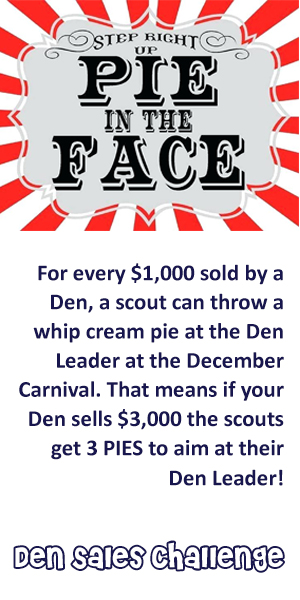 STEP RIGHT
UP
PIE
IN THE
FACE
For every $1,000 sold by a
Den, a scout can throw a
whip cream pie at the Den
Leader at the December
Carnival. That means if your
Den sells $3,000 the scouts
get 3 PIES to aim at their
Den Leader!
Den Sales Challenge